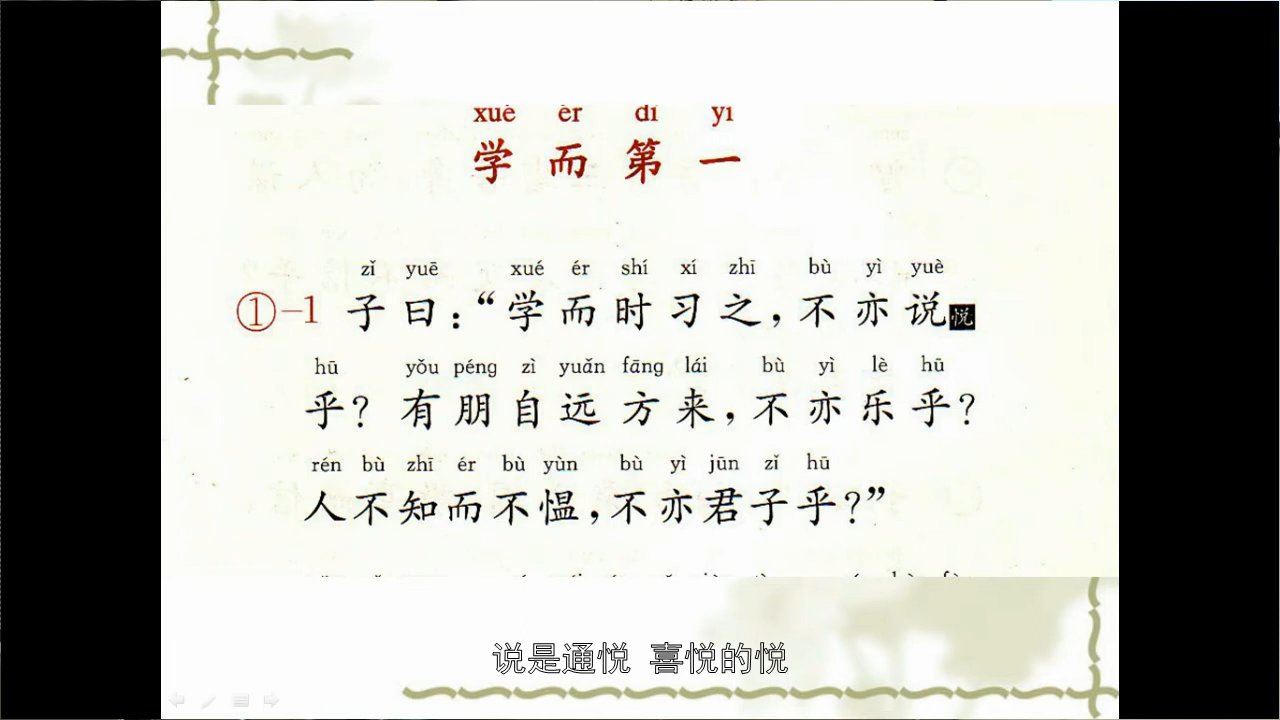 xué ér dì yī
学而第一
zǐ yuē xué ér shí xí zhī bù yì yuè
①-1 子曰：“学而时习之，不亦说悦
hū yǒu péng zì yuǎn fāng lái bù yì lè hū
乎？有朋自远方来，不亦乐乎？
rén bù zhī ér bù yùn bù yì jūn zǐ hū
人不知而不愠，不亦君子乎？”
说是通悦 喜悦的悦